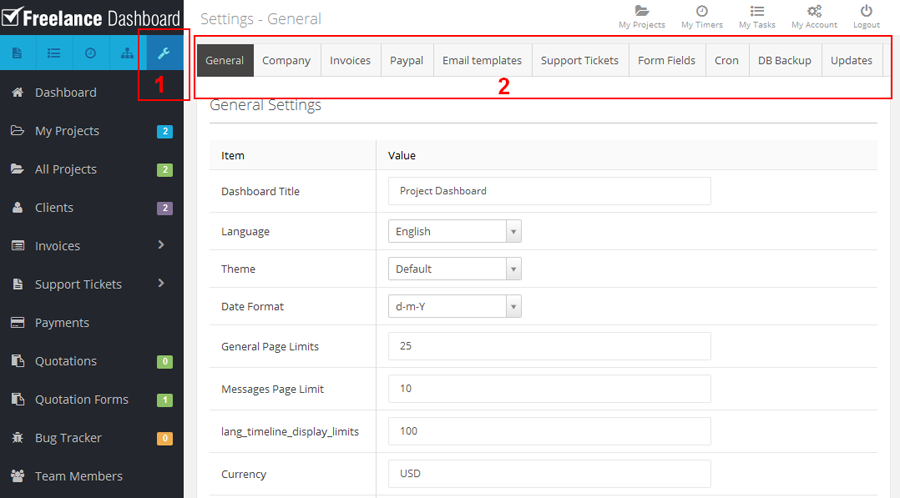 Freelance Dashboard
Settings - General
My Projects
My Timers
My Tasks
My Account
Logout
1
General
Company
Invoices
Paypal
Email templates
Support Tickets
Form Fields
Cron
DB Backup
Updates
2
Dashboard
My Projects 2
All Projects 2
Clients 2
Invoices
Support Tickets
Payments
Quotations 0
Quotation Forms 1
Bug Tracker 0
Team Members
General Settings
Item Value
Dashboard Title Project Dashboard
Language English
Theme Default
Date Format d-m-Y
General Page Limits 25
Messages Page Limit 10
lang_timeline_display_limits 100
Currency USD